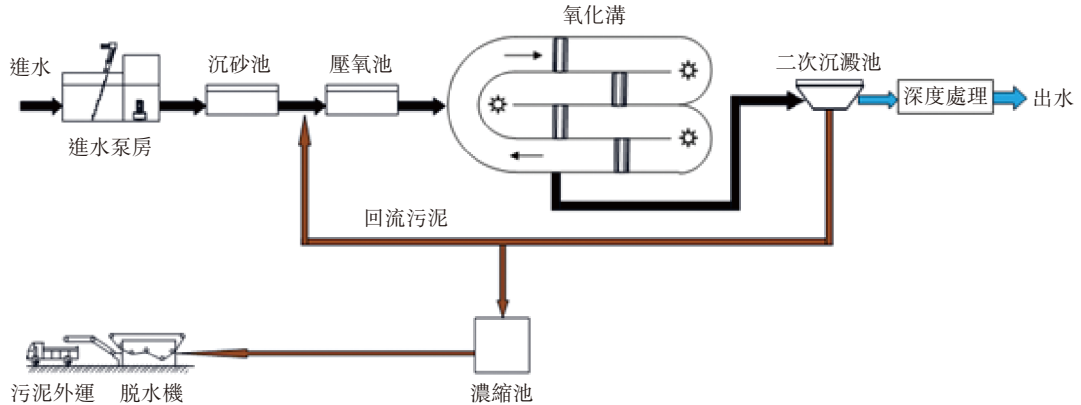 氧化溝
進水
沉砂池
壓氧池
二次沉澱池
深度處理
出水
進水泵房
回流污泥
污泥外運
脱水機
濃縮池